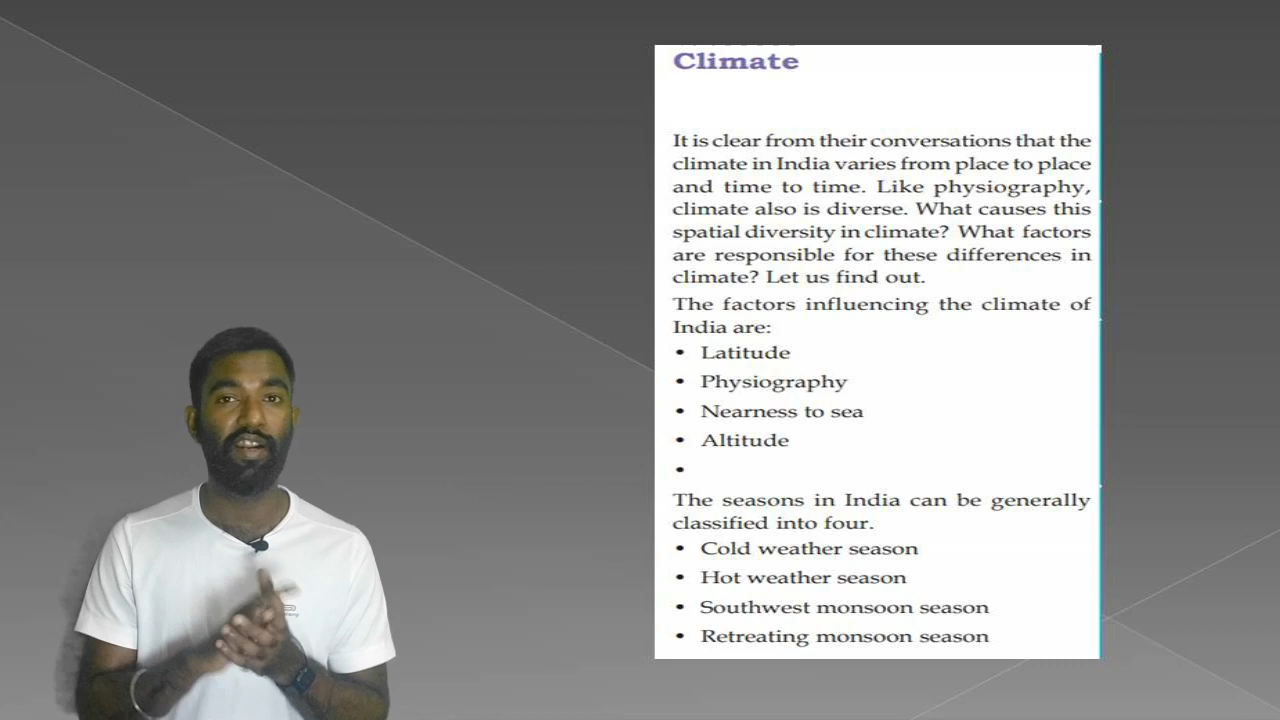 Climate
It is clear from their conversations that the
climate in India varies from place to place
and time to time. Like physiography,
climate also is diverse. What causes this
spatial diversity in climate? What factors
are responsible for these differences in
climate? Let us find out.
The factors influencing the climate of
India are:
• Latitude
• Physiography
• Nearness to sea
• Altitude
•
The seasons in India can be generally
classified into four.
• Cold weather season
• Hot weather season
• Southwest monsoon season
• Retreating monsoon season